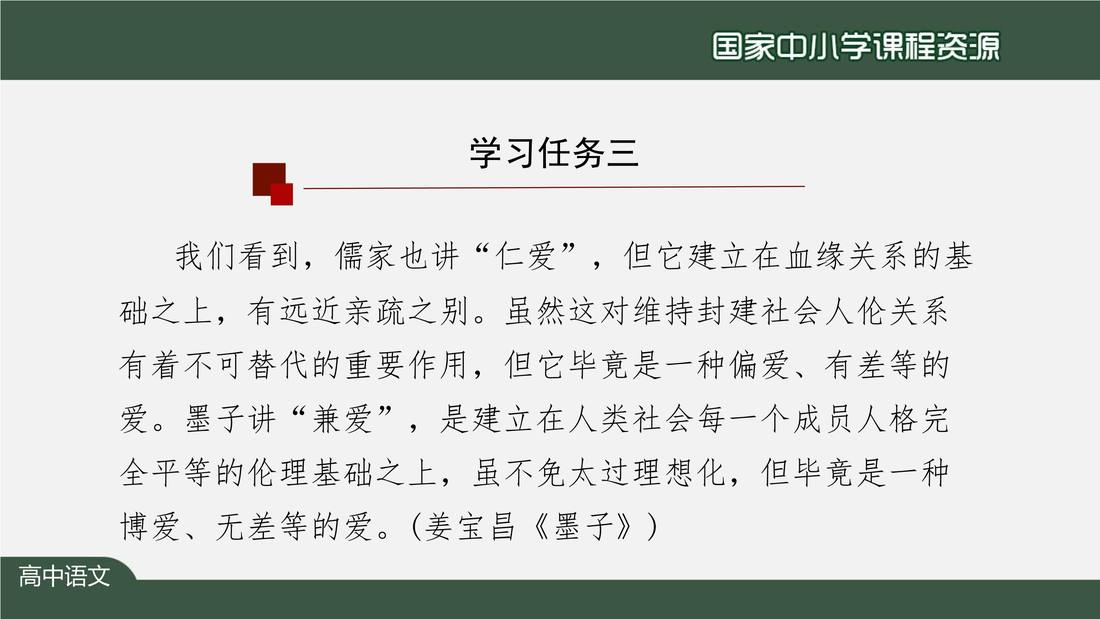 国家中小学课程资源
学习任务三
我们看到，儒家也讲“仁爱”，但它建立在血缘关系的基
础之上，有远近亲疏之别。虽然这对维持封建社会人伦关系
有着不可替代的重要作用，但它毕竟是一种偏爱、有差等的
爱。墨子讲“兼爱”，是建立在人类社会每一个成员人格完
全平等的伦理基础之上，虽不免太过理想化，但毕竟是一种
博爱、无差等的爱。(姜宝昌《墨子》)
高中语文